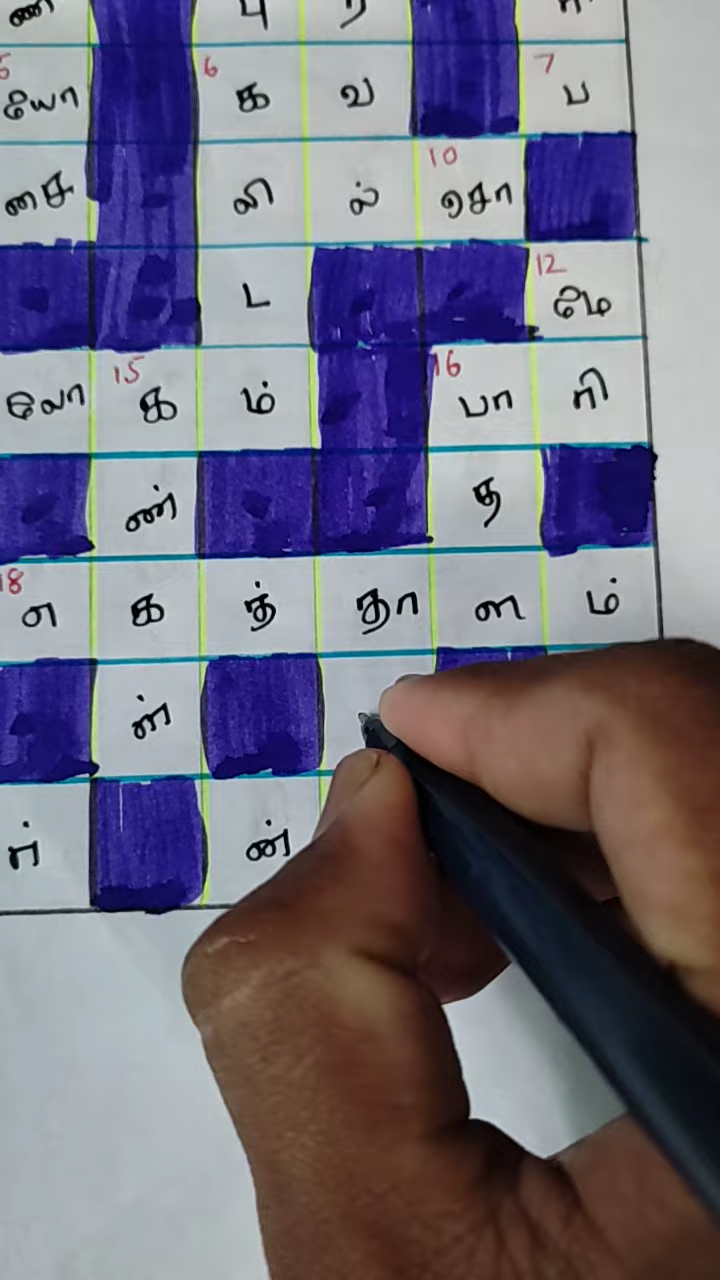 ண பு ர
5 யோ 6 க வ 7 ப
சை லி ல் 10 சொ
ட 12 மே
லோ 15 க ம் 16 பா ரி
ண் த
18 எ க த் தா ள ம்
ன்
ர் ன்